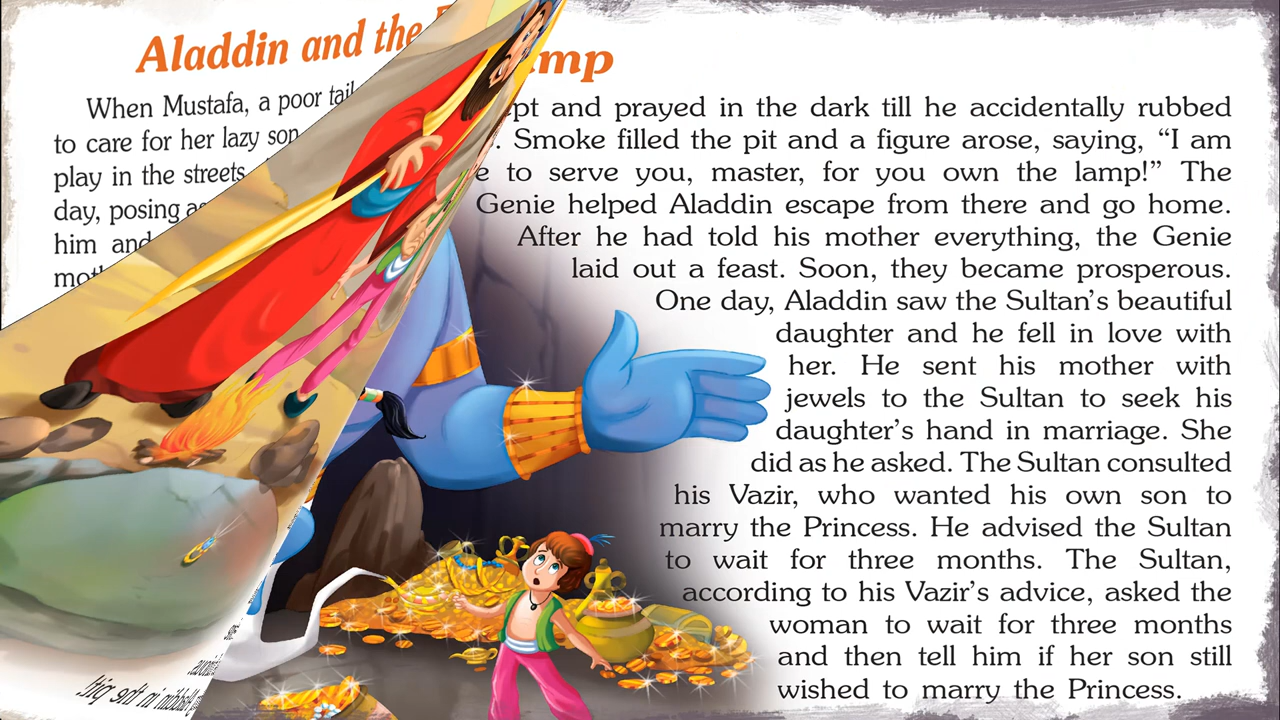 Aladdin and the
When Mustafa, a poor
to care for her lazy son
play in the streets
day, posing
him and
and prayed in the dark till he accidentally rubbed
Smoke filled the pit and a figure arose, saying, “I am
to serve you, master, for you own the lamp!” The
Genie helped Aladdin escape from there and go home.
After he had told his mother everything, the Genie
laid out a feast. Soon, they became prosperous.
One day, Aladdin saw the Sultan’s beautiful
daughter and he fell in love with
her. He sent his mother with
jewels to the Sultan to seek his
daughter’s hand in marriage. She
did as he asked. The Sultan consulted
his Vazir, who wanted his own son to
marry the Princess. He advised the Sultan
to wait for three months. The Sultan,
according to his Vazir’s advice, asked the
woman to wait for three months
and then tell him if her son still
wished to marry the Princess.
in the pit.